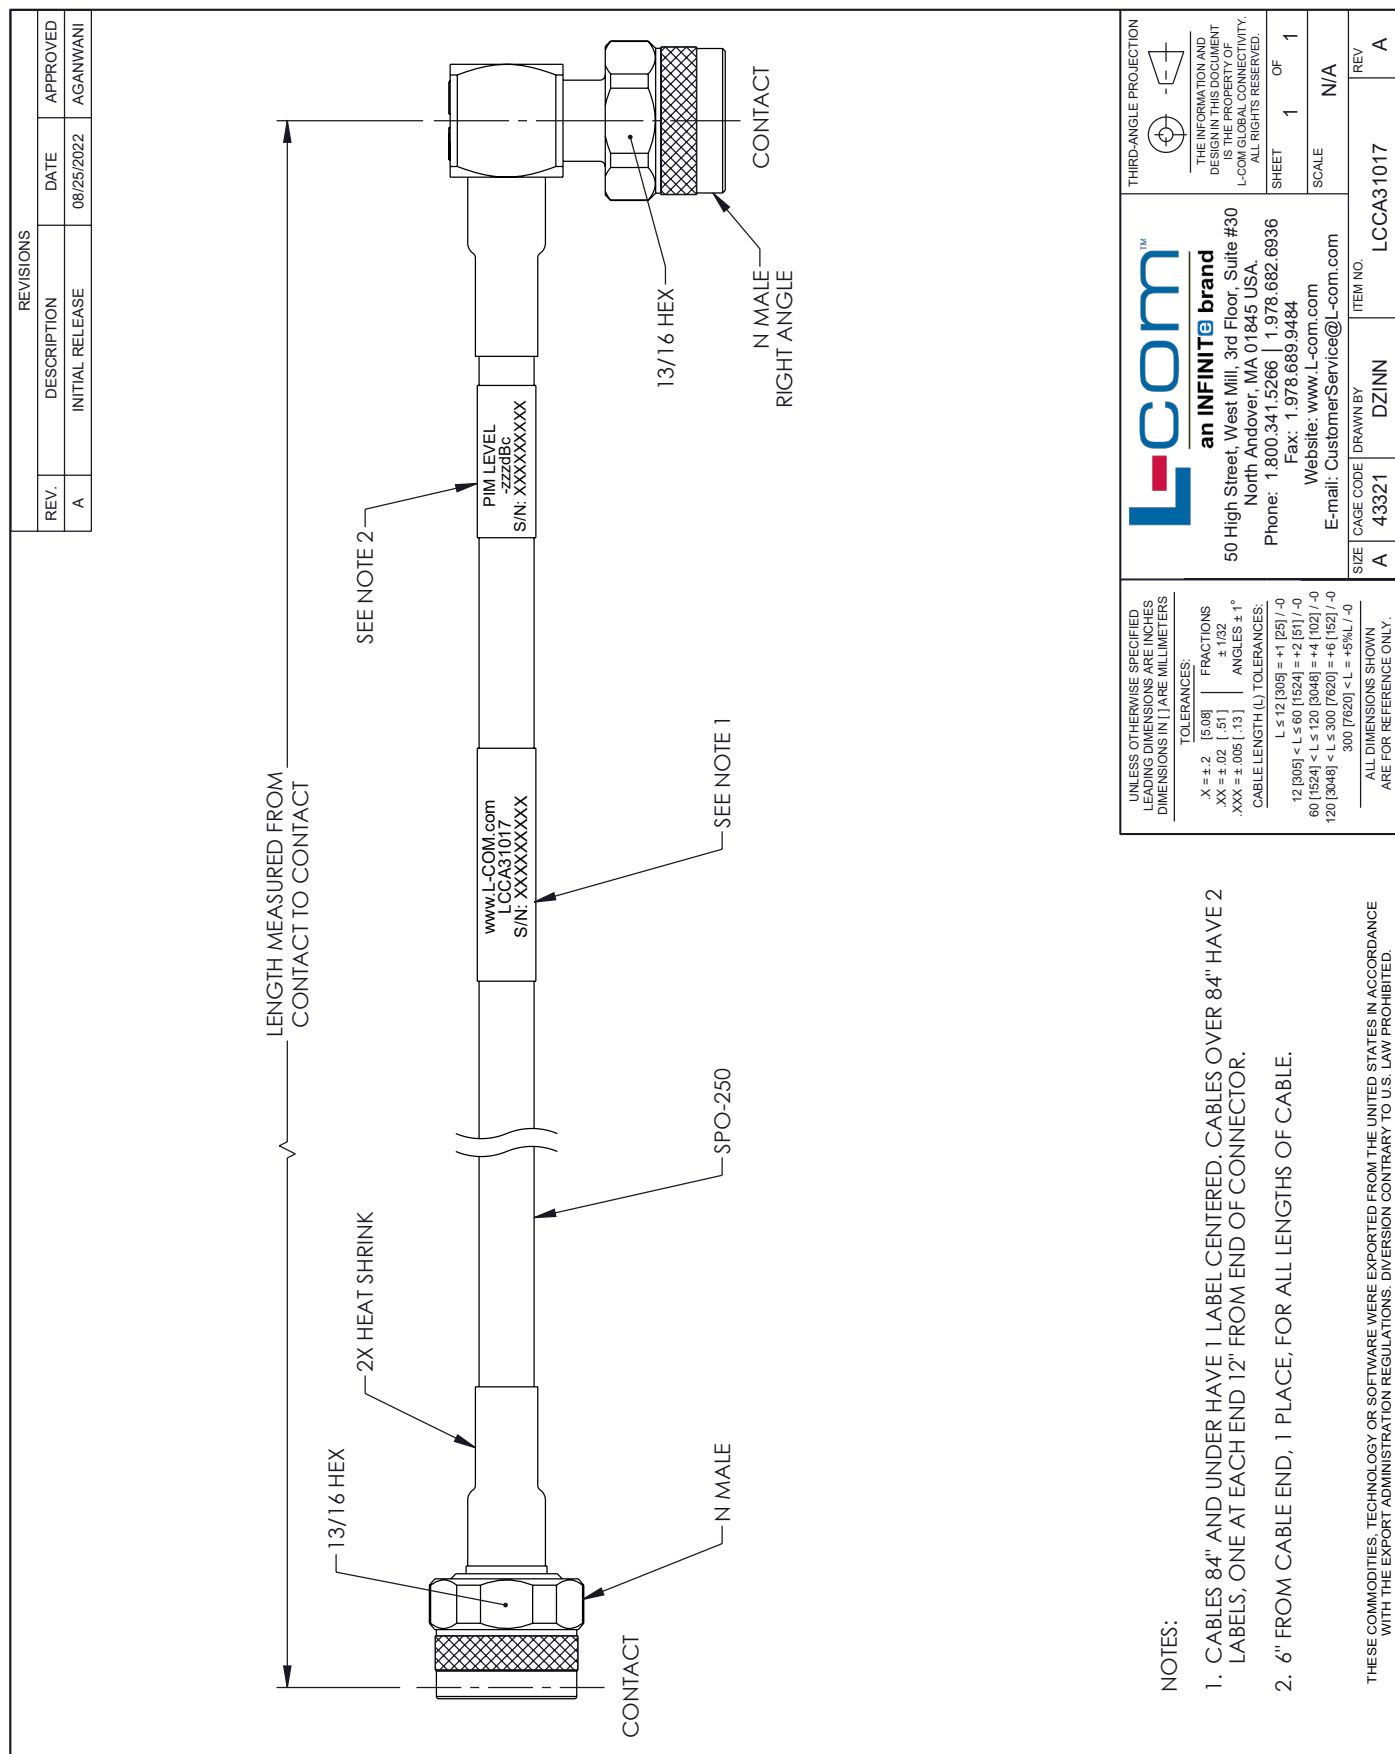 REVISIONS
REV. DESCRIPTION DATE APPROVED
A INITIAL RELEASE 08/25/2022 AGANWANI
LENGTH MEASURED FROM
CONTACT TO CONTACT
13/16 HEX
2X HEAT SHRINK
SEE NOTE 2
www.L-COM.com
LCCA31017
S/N: XXXXXXXXX
PIM LEVEL
-zzzdBc
S/N: XXXXXXXXX
CONTACT
N MALE
SPO-250
SEE NOTE 1
13/16 HEX
N MALE
RIGHT ANGLE
CONTACT
NOTES:
1. CABLES 84" AND UNDER HAVE 1 LABEL CENTERED. CABLES OVER 84" HAVE 2
LABELS, ONE AT EACH END 12" FROM END OF CONNECTOR.
2. 6" FROM CABLE END, 1 PLACE, FOR ALL LENGTHS OF CABLE.
THESE COMMODITIES, TECHNOLOGY OR SOFTWARE WERE EXPORTED FROM THE UNITED STATES IN ACCORDANCE
WITH THE EXPORT ADMINISTRATION REGULATIONS. DIVERSION CONTRARY TO U.S. LAW PROHIBITED.
UNLESS OTHERWISE SPECIFIED
LEADING DIMENSIONS ARE INCHES
DIMENSIONS IN [ ] ARE MILLIMETERS
TOLERANCES:
.X = ±.2 [5.08] FRACTIONS
.XX = ±.02 [ .51 ] ± 1/32
.XXX = ±.005 [ .13 ] ANGLES ± 1°
CABLE LENGTH (L) TOLERANCES:
L ≤ 12 [305] = +1 [25] / -0
12 [305] < L ≤ 60 [1524] = +2 [51] / -0
60 [1524] < L ≤ 120 [3048] = +4 [102] / -0
120 [3048] < L ≤ 300 [7620] = +6 [152] / -0
300 [7620] < L = +5%L / -0
ALL DIMENSIONS SHOWN
ARE FOR REFERENCE ONLY.
L-com™
an INFINITE brand
50 High Street, West Mill, 3rd Floor, Suite #30
North Andover, MA 01845 USA.
Phone: 1.800.341.5266 | 1.978.682.6936
Fax: 1.978.689.9484
Website: www.L-com.com
E-mail: CustomerService@L-com.com
THIRD-ANGLE PROJECTION
THE INFORMATION AND
DESIGN IN THIS DOCUMENT
IS THE PROPERTY OF
L-COM GLOBAL CONNECTIVITY.
ALL RIGHTS RESERVED.
SHEET 1 OF 1
SCALE N/A
SIZE A
CAGE CODE 43321
DRAWN BY DZINN
ITEM NO. LCCA31017
REV A